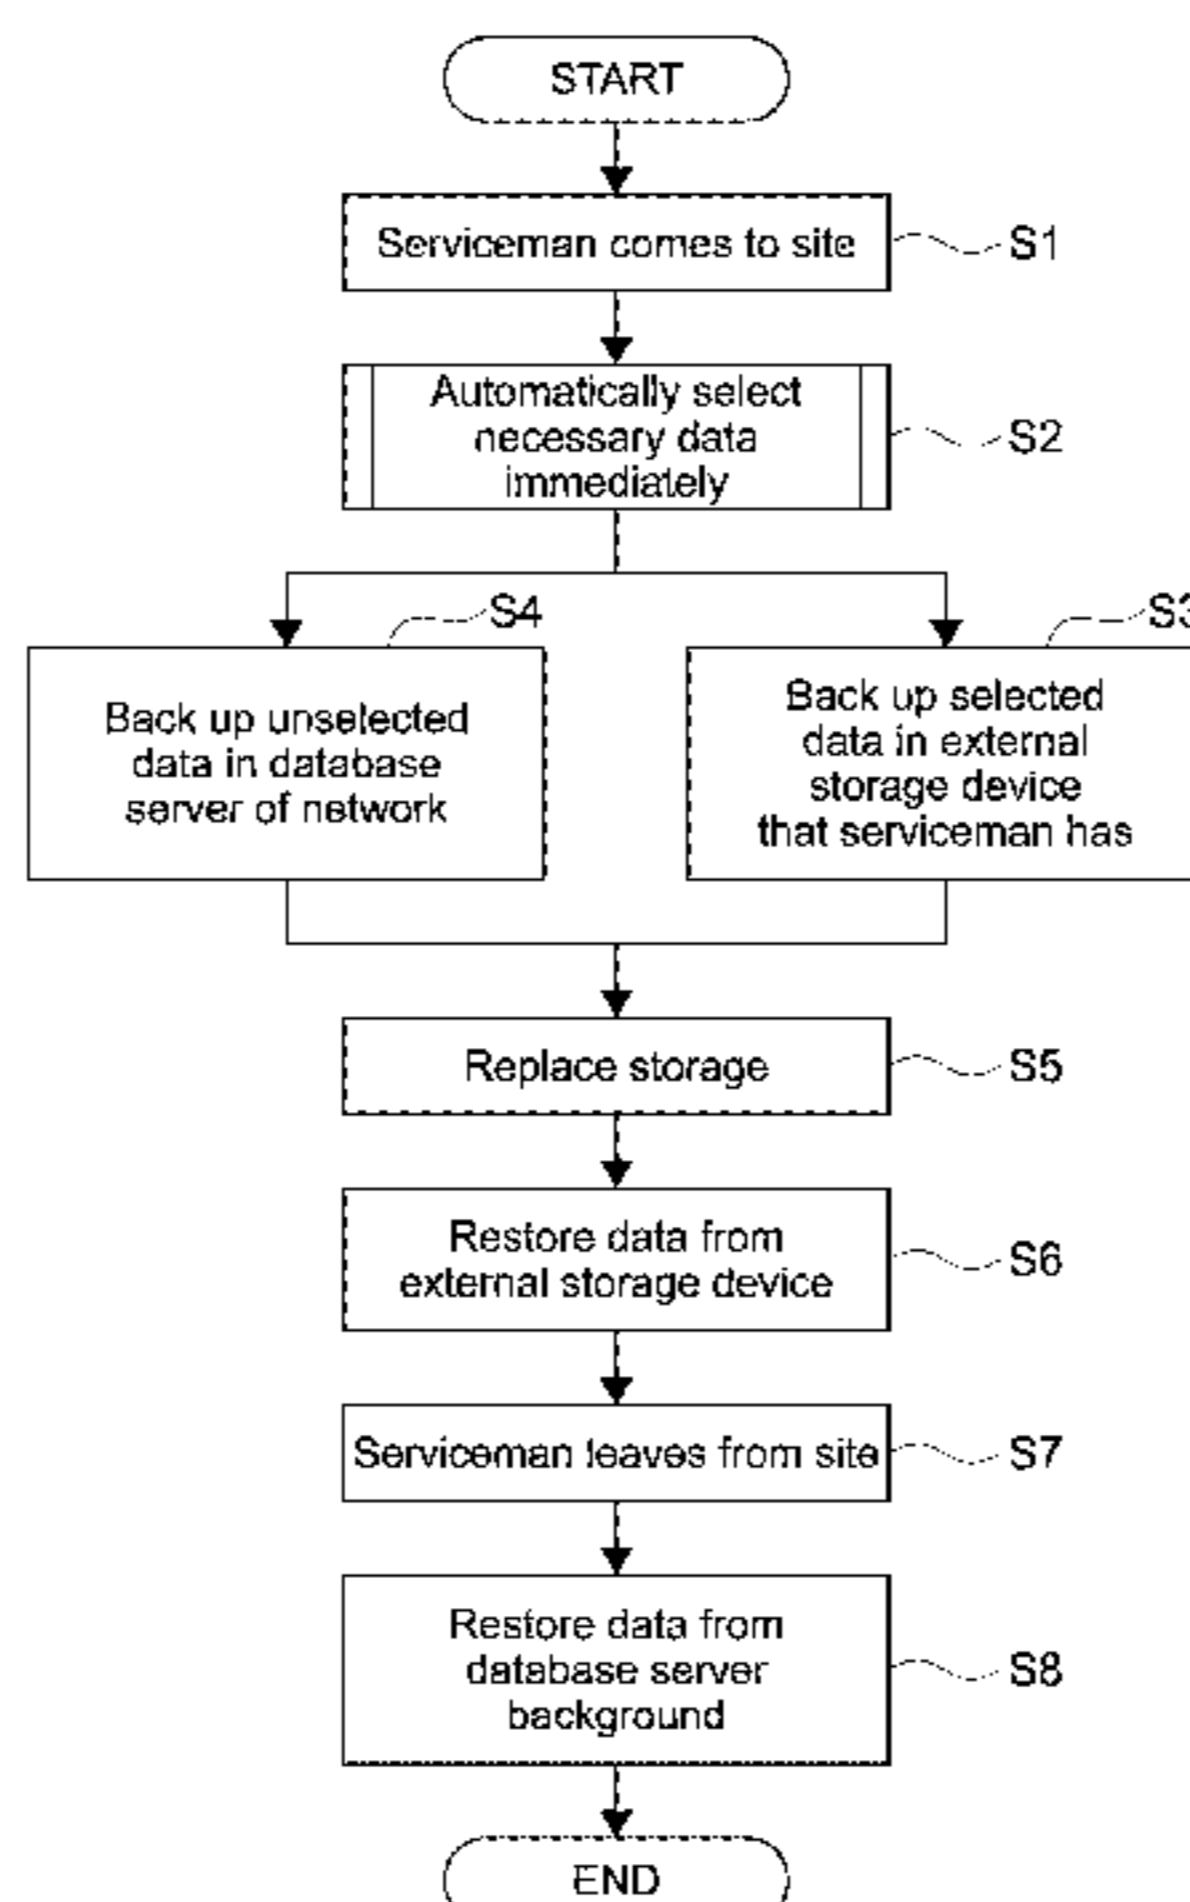 START
Serviceman comes to site
S1
Automatically select
necessary data
immediately
S2
S4
Back up unselected
data in database
server of network
S3
Back up selected
data in external
storage device
that serviceman has
Replace storage
S5
Restore data from
external storage device
S6
Serviceman leaves from site
S7
Restore data from
database server
background
S8
END